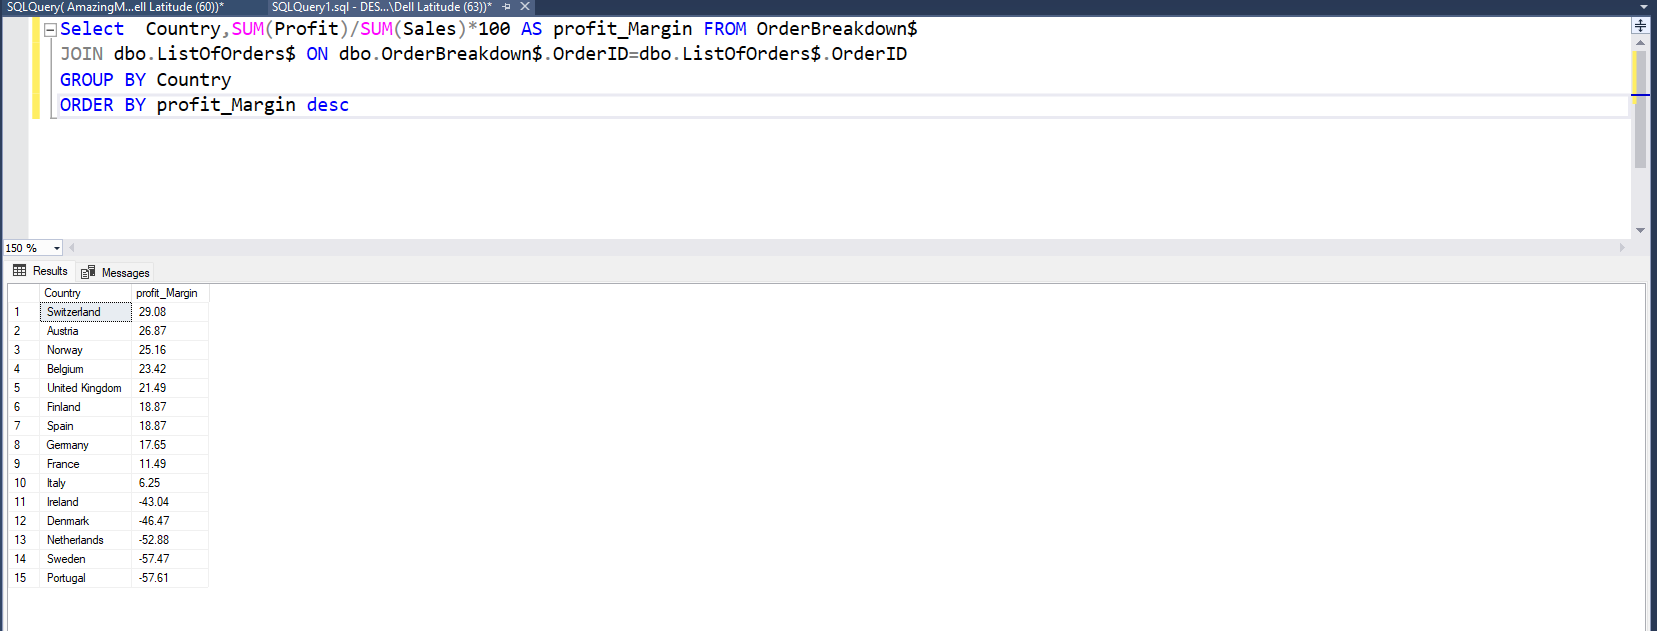 SQLQuery( AmazingM...ell Latitude (60))* SQLQuery1.sql - DES...\Dell Latitude (63))*
Select  Country,SUM(Profit)/SUM(Sales)*100 AS profit_Margin FROM OrderBreakdown$
JOIN dbo.ListOfOrders$ ON dbo.OrderBreakdown$.OrderID=dbo.ListOfOrders$.OrderID
GROUP BY Country
ORDER BY profit_Margin desc
150 %
Results Messages
Country profit_Margin
1 Switzerland 29.08
2 Austria 26.87
3 Norway 25.16
4 Belgium 23.42
5 United Kingdom 21.49
6 Finland 18.87
7 Spain 18.87
8 Germany 17.65
9 France 11.49
10 Italy 6.25
11 Ireland -43.04
12 Denmark -46.47
13 Netherlands -52.88
14 Sweden -57.47
15 Portugal -57.61